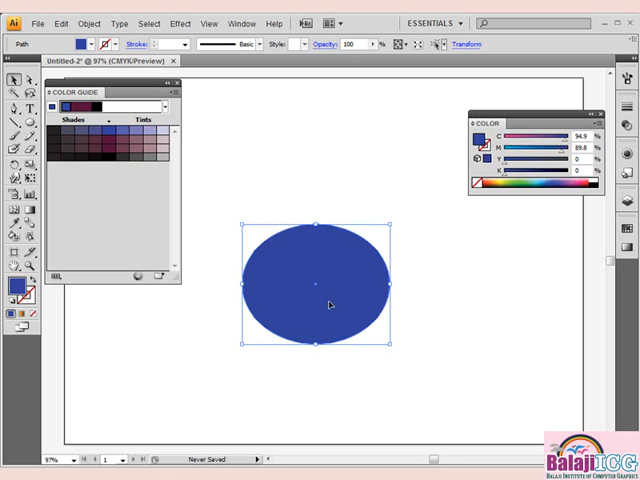 Ai File Edit Object Type Select Effect View Window Help Br ESSENTIALS
Path Stroke: Basic Style: Opacity: 100 % Transform
Untitled-2* @ 97% (CMYK/Preview) ×
COLOR GUIDE
Shades Tints
COLOR
C 94.9 %
M 89.8 %
Y 0 %
K 0 %
97% 1 Never Saved
BalajiICG
BALAJI INSTITUTE OF COMPUTER GRAPHICS